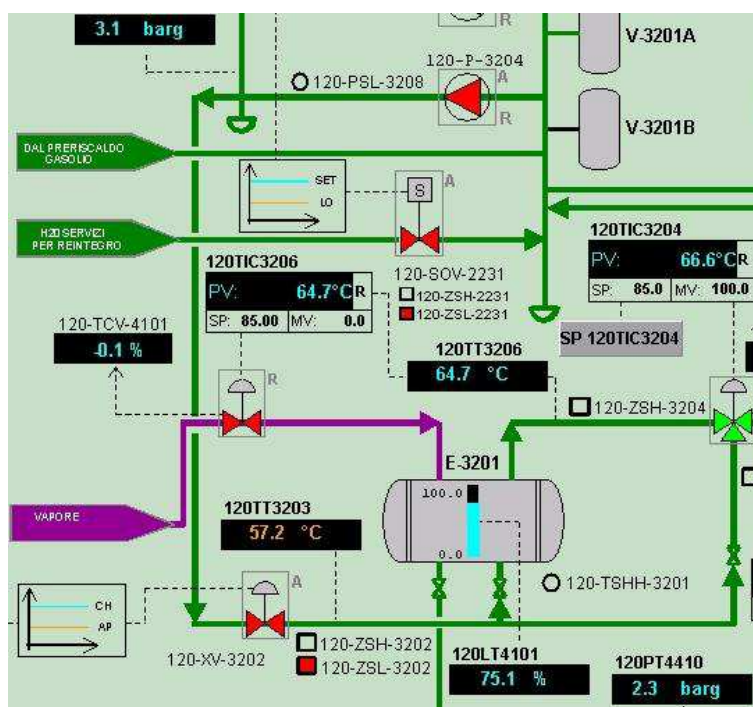 3.1 barg
R
V-3201A
120-P-3204
A
120-PSL-3208
R
V-3201B
DAL PRERISCALDO
GASOLIO
SET
LO
S
A
H20 SERVIZI
PER REINTEGRO
120TIC3206
PV: 64.7°C R
SP: 85.00 MV: 0.0
120-SOV-2231
120-ZSH-2231
120-ZSL-2231
120TIC3204
PV: 66.6°C R
SP: 85.0 MV: 100.0
SP 120TIC3204
120-TCV-4101
-0.1 %
120TT3206
64.7 °C
R
120-ZSH-3204
E-3201
100.0
0.0
VAPORE
120TT3203
57.2 °C
120-TSHH-3201
CH
AP
A
120-XV-3202
120-ZSH-3202
120-ZSL-3202
120LT4101
75.1 %
120PT4410
2.3 barg